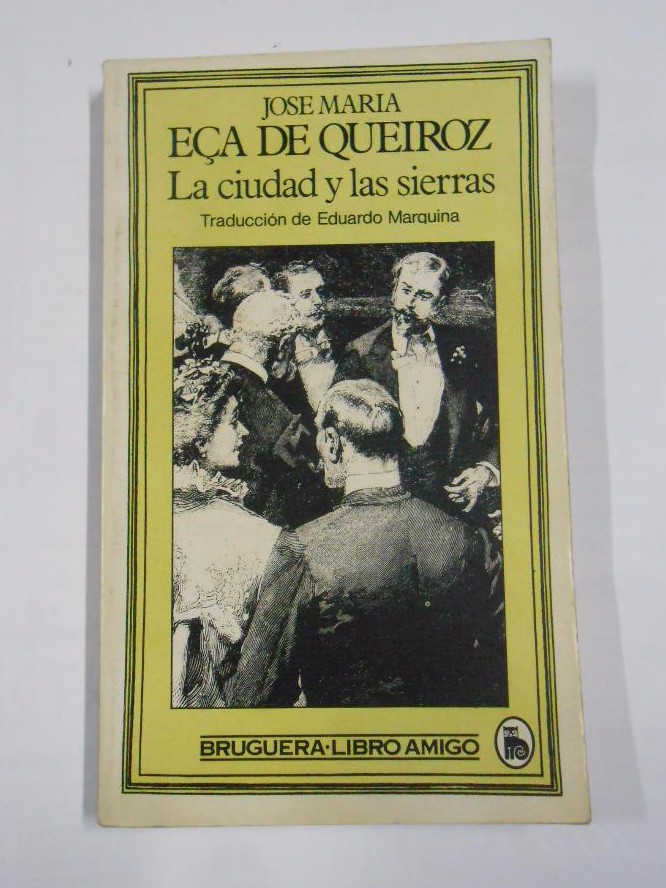 JOSE MARIA
EÇA DE QUEIROZ
La ciudad y las sierras
Traducción de Eduardo Marquina
BRUGUERA·LIBRO AMIGO